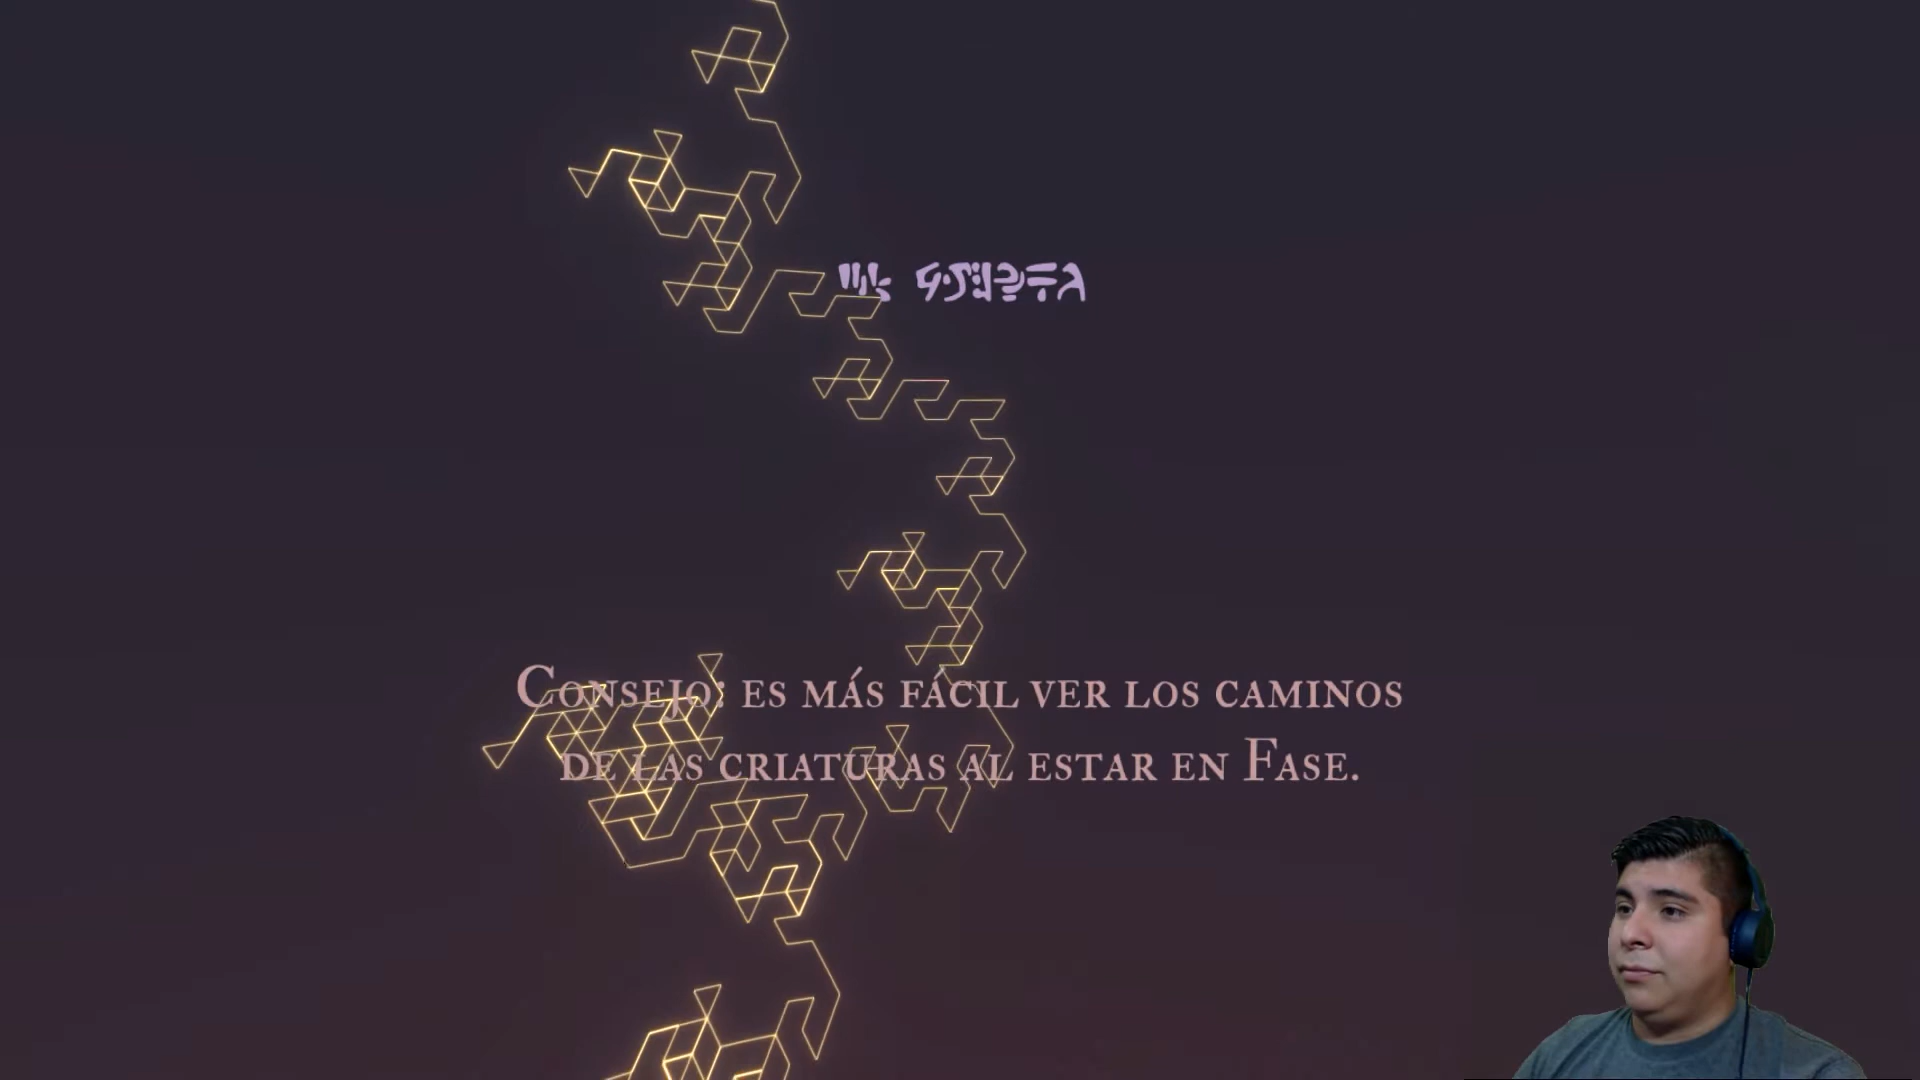 Consejo: es más fácil ver los caminos
de las criaturas al estar en Fase.